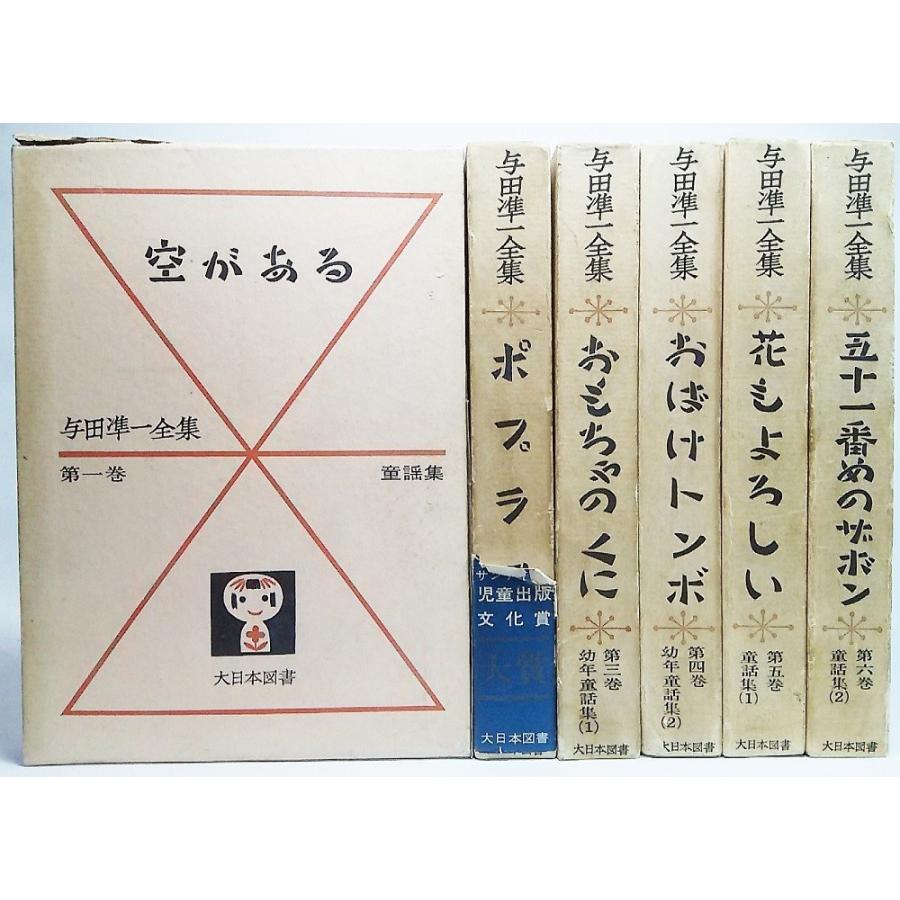 空がある
与田凖一全集
第一巻
童謡集
大日本図書
与田凖一全集
ポプラ
児童出版
文化賞
大賞
大日本図書
与田凖一全集
おもちゃのくに
第三巻
幼年童話集(1)
大日本図書
与田凖一全集
おばけトンボ
第四巻
幼年童話集(2)
大日本図書
与田凖一全集
花もよろしい
第五巻
童話集(1)
大日本図書
与田凖一全集
五十一番めのザボン
第六巻
童話集(2)
大日本図書